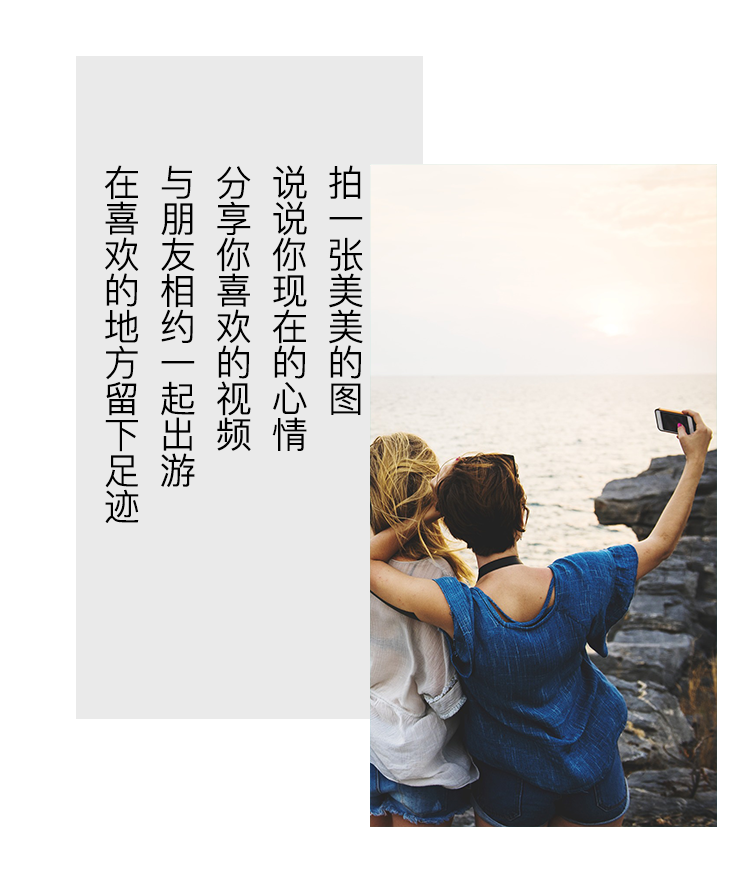 拍一张美美的图
说说你现在的心情
分享你喜欢的视频
与朋友相约一起出游
在喜欢的地方留下足迹